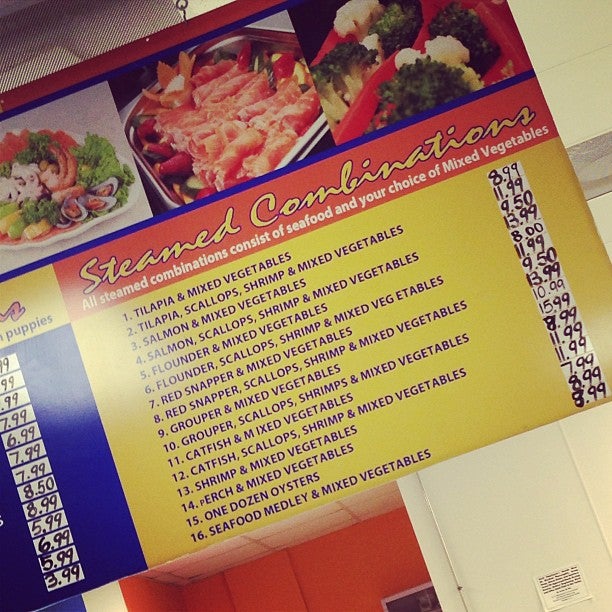 Steamed Combinations
All steamed combinations consist of seafood and your choice of Mixed Vegetables
1. TILAPIA & MIXED VEGETABLES 8.99
2. TILAPIA, SCALLOPS, SHRIMP & MIXED VEGETABLES 11.99
3. SALMON & MIXED VEGETABLES 9.50
4. SALMON, SCALLOPS, SHRIMP & MIXED VEGETABLES 13.99
5. FLOUNDER & MIXED VEGETABLES 8.00
6. FLOUNDER, SCALLOPS, SHRIMP & MIXED VEG ETABLES
7. RED SNAPPER & MIXED VEGETABLES 9.50
8. RED SNAPPER, SCALLOPS, SHRIMP & MIXED VEGETABLES 13.99
9. GROUPER & MIXED VEGETABLES 10.99
10. GROUPER, SCALLOPS, SHRIMPS & MIXED VEGETABLES 15.99
11. CATFISH & M IXED VEGETABLES 8.99
12. CATFISH, SCALLOPS, SHRIMP & MIXED VEGETABLES 11.99
13. SHRIMP & MIXED VEGETABLES 11.99
14. pERCH & MIXED VEGETABLES 7.99
15. ONE DOZEN OYSTERS 8.99
16. SEAFOOD MEDLEY & MIXED VEGETABLES 8.99
puppies
99
.99
.99
7.99
6.99
7.99
7.99
8.50
8.99
5.99
6.99
5.99
3.99